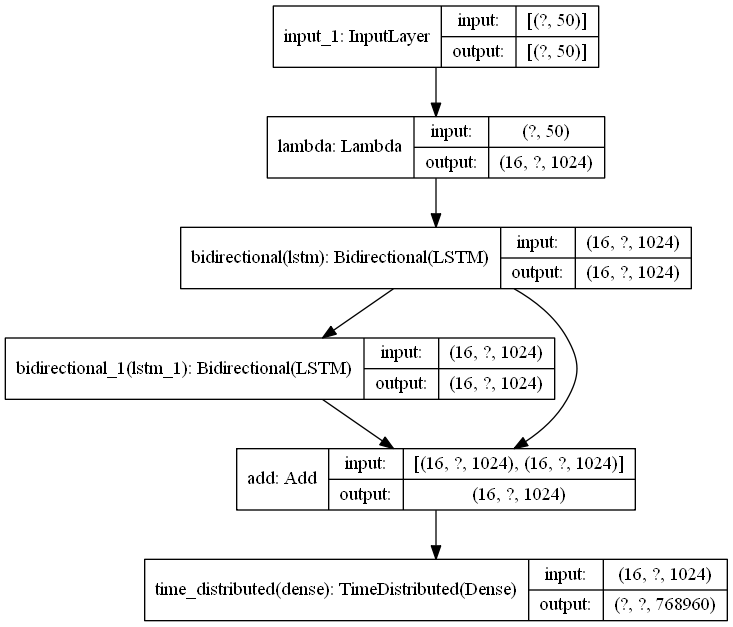 input_1: InputLayer
input: [(?, 50)]
output: [(?, 50)]
lambda: Lambda
input: (?, 50)
output: (16, ?, 1024)
bidirectional(lstm): Bidirectional(LSTM)
input: (16, ?, 1024)
output: (16, ?, 1024)
bidirectional_1(lstm_1): Bidirectional(LSTM)
input: (16, ?, 1024)
output: (16, ?, 1024)
add: Add
input: [(16, ?, 1024), (16, ?, 1024)]
output: (16, ?, 1024)
time_distributed(dense): TimeDistributed(Dense)
input: (16, ?, 1024)
output: (?, ?, 768960)